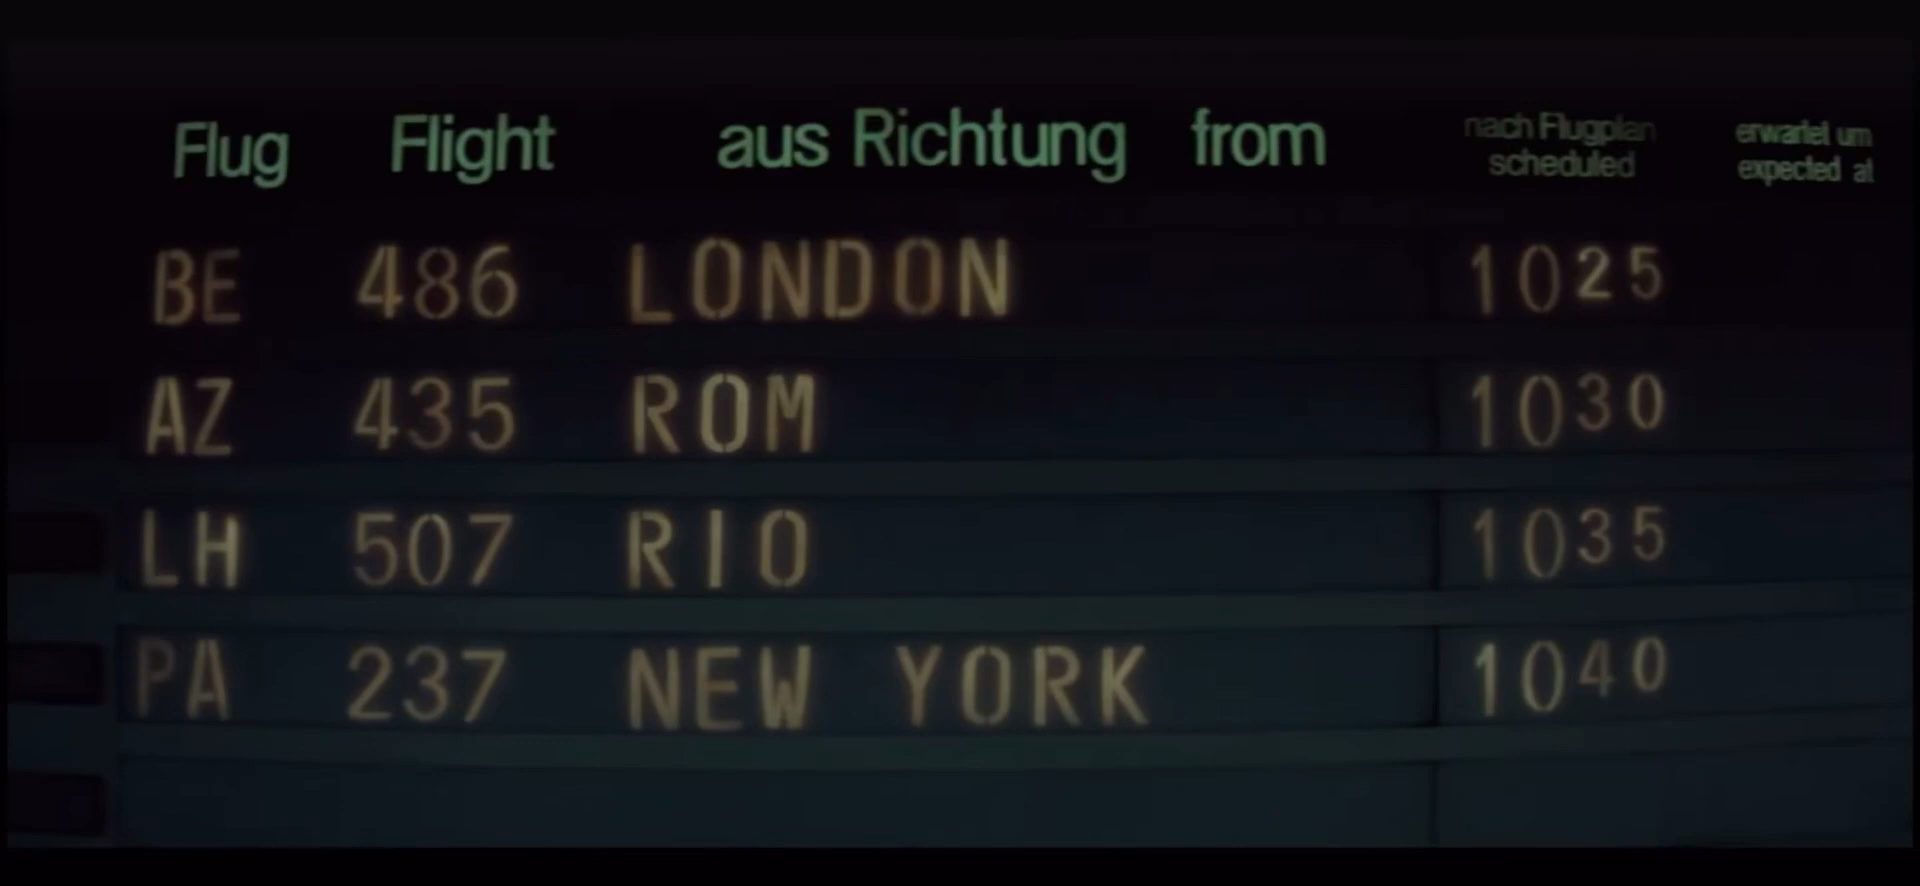 Flug Flight aus Richtung from nach Flugplan erwartet um
scheduled expected at
BE 486 LONDON 1025
AZ 435 ROM 1030
LH 507 RIO 1035
PA 237 NEW YORK 1040